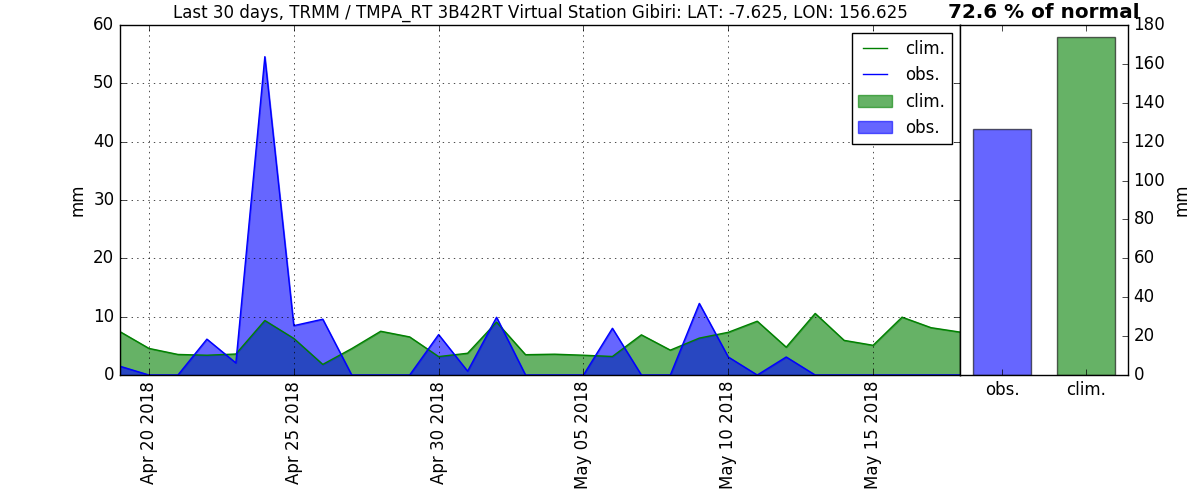 Last 30 days, TRMM / TMPA_RT 3B42RT Virtual Station Gibiri: LAT: -7.625, LON: 156.625
72.6 % of normal
60
50
40
30
20
10
0
mm
clim.
obs.
clim.
obs.
Apr 20 2018
Apr 25 2018
Apr 30 2018
May 05 2018
May 10 2018
May 15 2018
180
160
140
120
100
80
60
40
20
0
mm
obs.
clim.